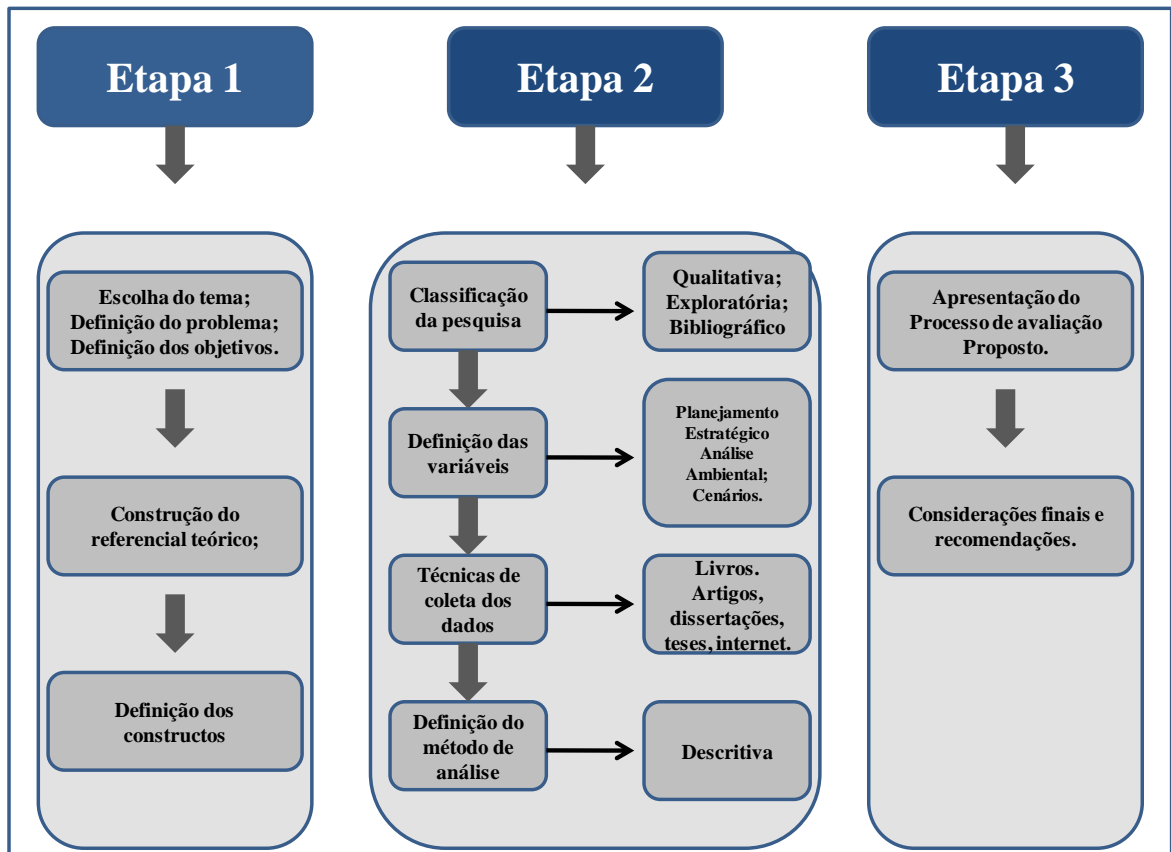 Etapa 1
Escolha do tema;
Definição do problema;
Definição dos objetivos.
Construção do
referencial teórico;
Definição dos
constructos
Etapa 2
Classificação
da pesquisa
Qualitativa;
Exploratória;
Bibliográfico
Definição das
variáveis
Planejamento
Estratégico
Análise
Ambiental;
Cenários.
Técnicas de
coleta dos
dados
Livros.
Artigos,
dissertações,
teses, internet.
Definição do
método de
análise
Descritiva
Etapa 3
Apresentação do
Processo de avaliação
Proposto.
Considerações finais e
recomendações.